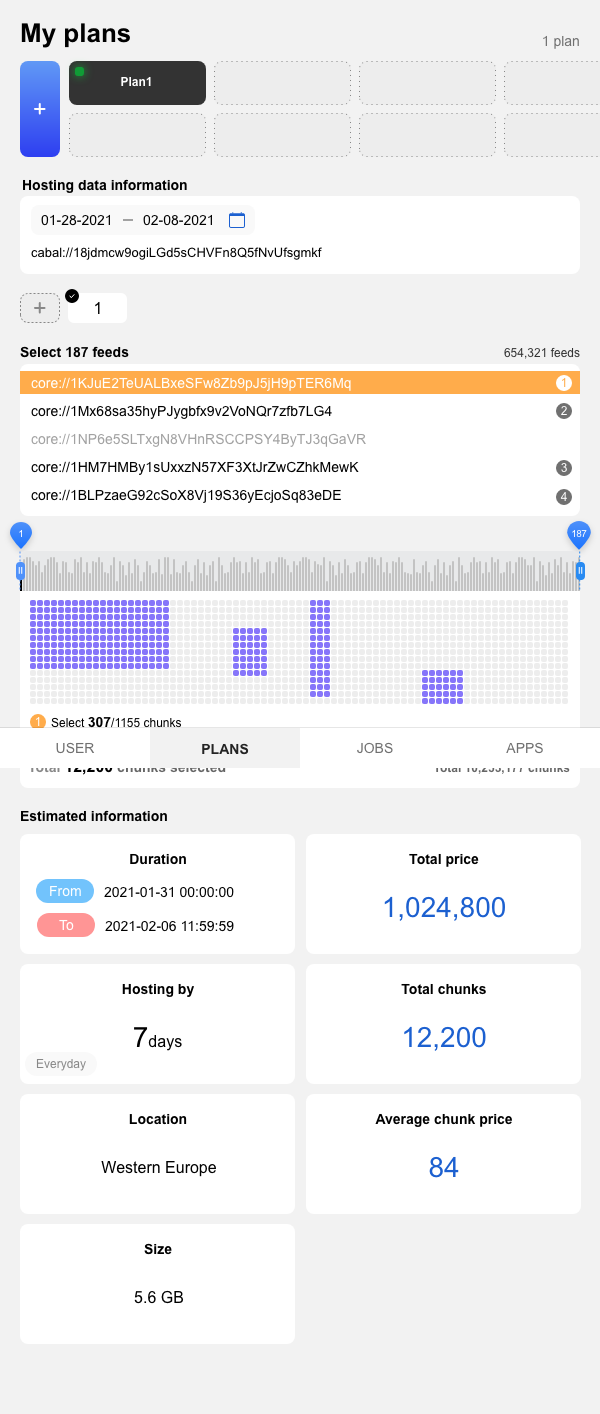 My plans
1 plan
+
Plan1
Hosting data information
01-28-2021 — 02-08-2021
cabal://18jdmcw9ogiLGd5sCHVFn8Q5fNvUfsgmkf
+
1
Select 187 feeds
654,321 feeds
core://1KJuE2TeUALBxeSFw8Zb9pJ5jH9pTER6Mq
1
core://1Mx68sa35hyPJygbfx9v2VoNQr7zfb7LG4
2
core://1NP6e5SLTxgN8VHnRSCCPSY4ByTJ3qGaVR
core://1HM7HMBy1sUxxzN57XF3XtJrZwCZhkMewK
3
core://1BLPzaeG92cSoX8Vj19S36yEcjoSq83eDE
4
1
187
1 Select 307/1155 chunks
USER
PLANS
JOBS
APPS
Total 12,200 chunks selected
Total 10,255,177 chunks
Estimated information
Duration
From 2021-01-31 00:00:00
To 2021-02-06 11:59:59
Total price
1,024,800
Hosting by
7days
Everyday
Total chunks
12,200
Location
Western Europe
Average chunk price
84
Size
5.6 GB